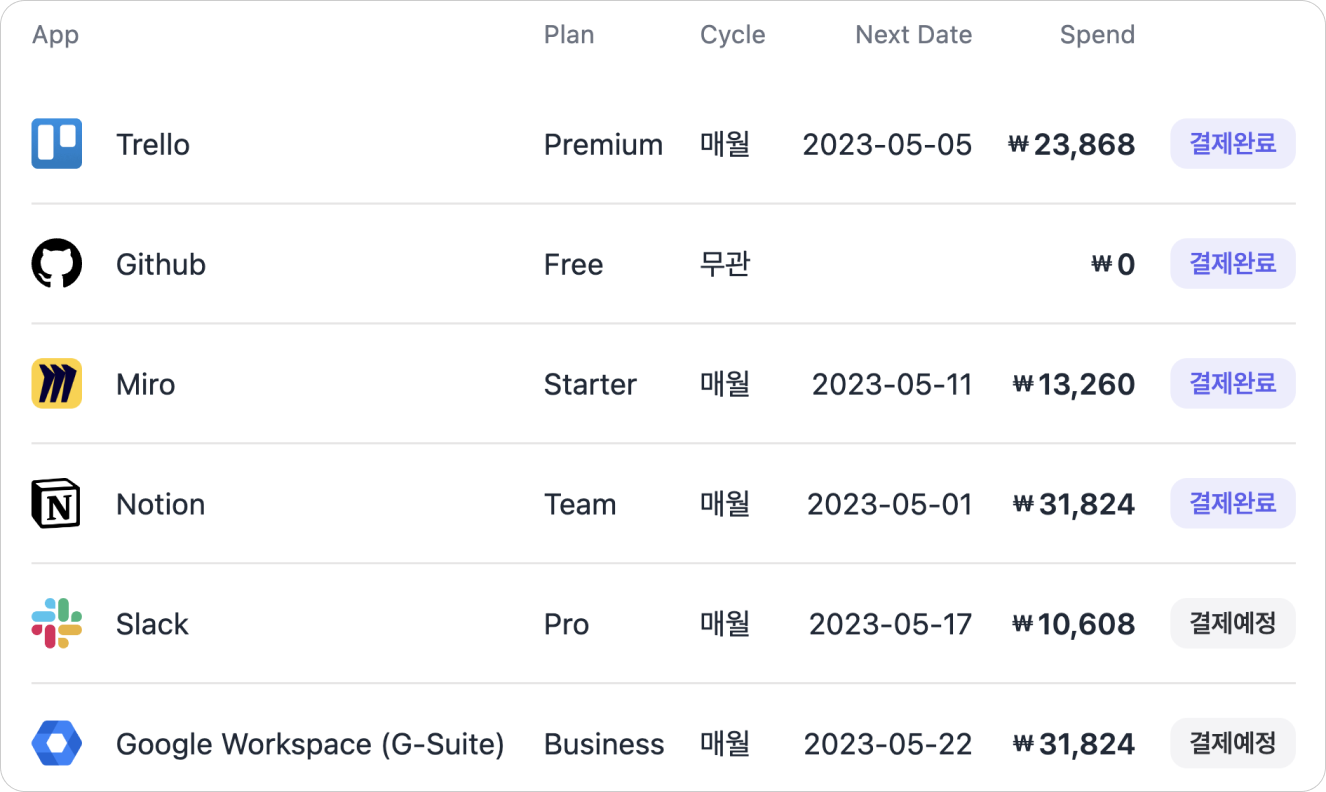 App Plan Cycle Next Date Spend
Trello Premium 매월 2023-05-05 ₩23,868 결제완료
Github Free 무관 ₩0 결제완료
Miro Starter 매월 2023-05-11 ₩13,260 결제완료
Notion Team 매월 2023-05-01 ₩31,824 결제완료
Slack Pro 매월 2023-05-17 ₩10,608 결제예정
Google Workspace (G-Suite) Business 매월 2023-05-22 ₩31,824 결제예정